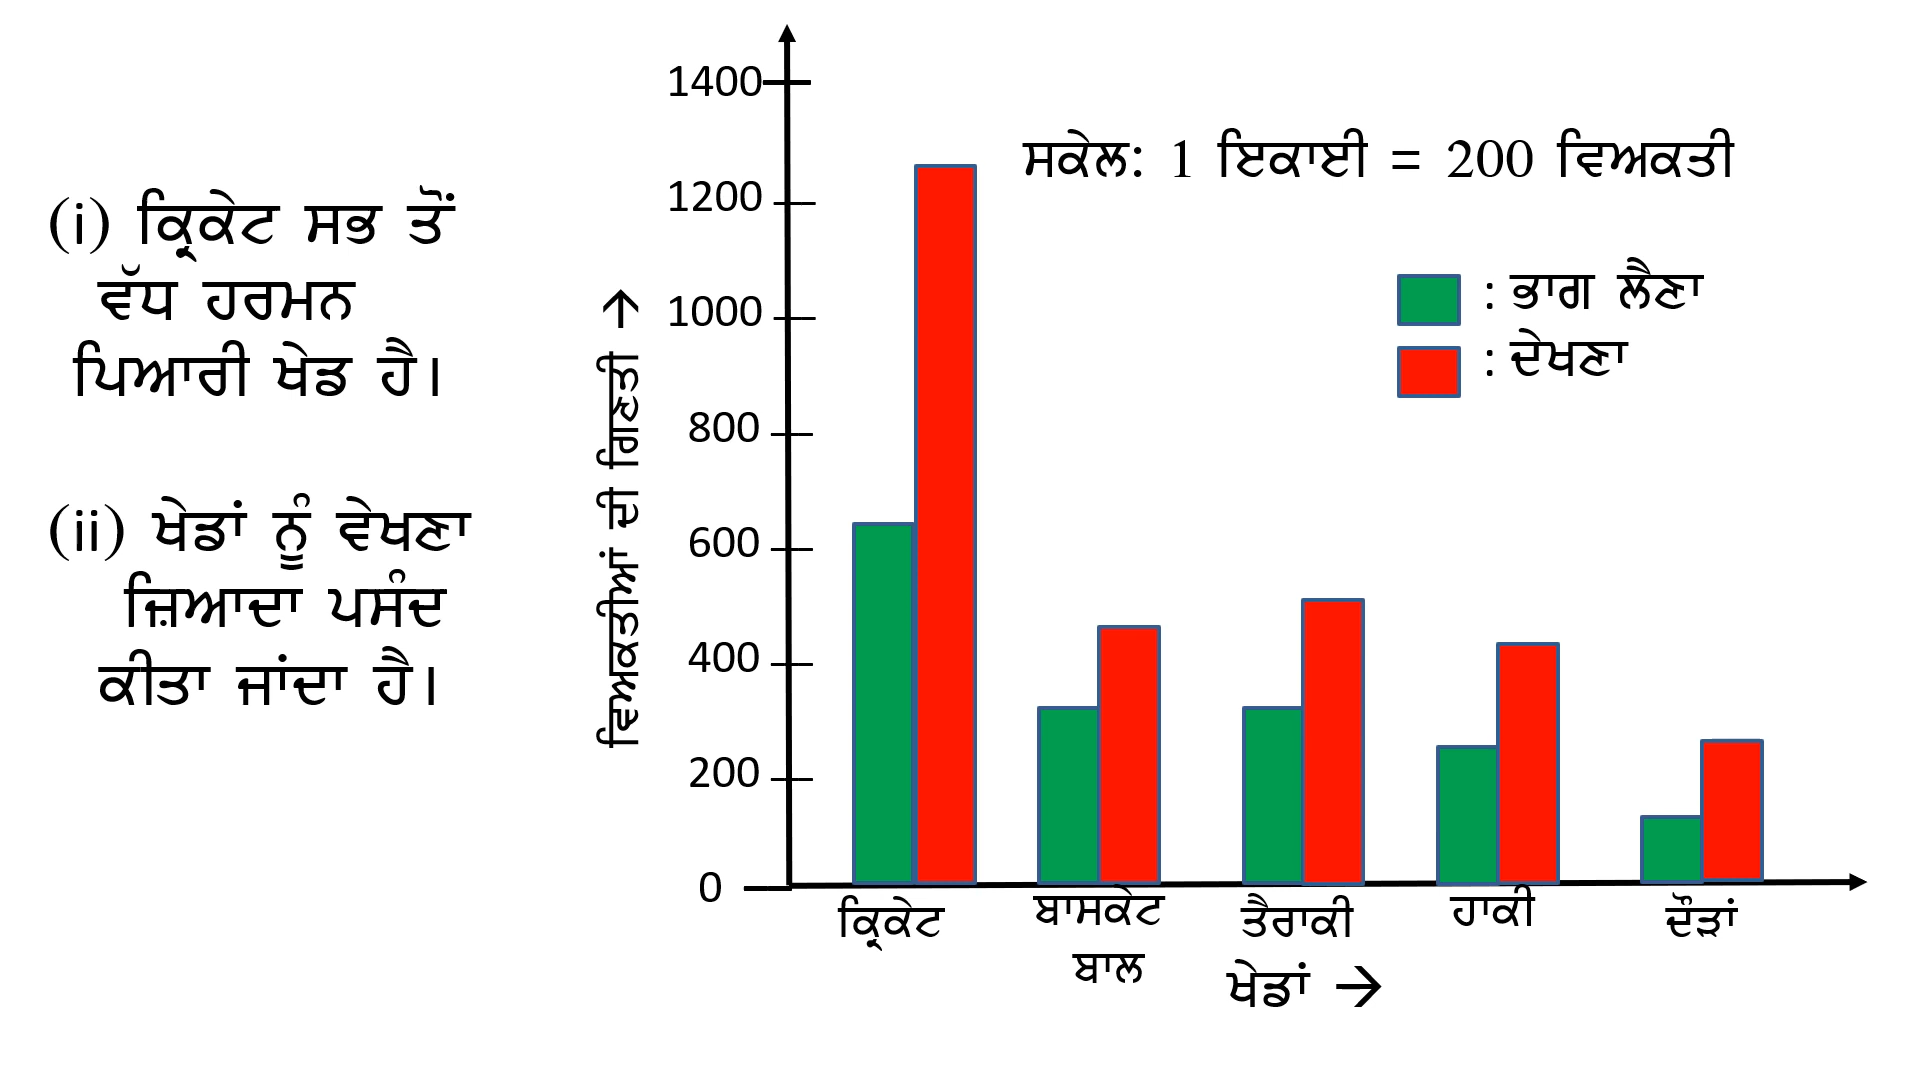 (i) ਕ੍ਰਿਕੇਟ ਸਭ ਤੋਂ
ਵੱਧ ਹਰਮਨ
ਪਿਆਰੀ ਖੇਡ ਹੈ।
(ii) ਖੇਡਾਂ ਨੂੰ ਵੇਖਣਾ
ਜ਼ਿਆਦਾ ਪਸੰਦ
ਕੀਤਾ ਜਾਂਦਾ ਹੈ।
ਵਿਅਕਤੀਆਂ ਦੀ ਗਿਣਤੀ →
1400
1200
1000
800
600
400
200
0
ਸਕੇਲ: 1 ਇਕਾਈ = 200 ਵਿਅਕਤੀ
: ਭਾਗ ਲੈਣਾ
: ਦੇਖਣਾ
ਕ੍ਰਿਕੇਟ
ਬਾਸਕੇਟ
ਬਾਲ
ਤੈਰਾਕੀ
ਹਾਕੀ
ਦੌੜਾਂ
ਖੇਡਾਂ →